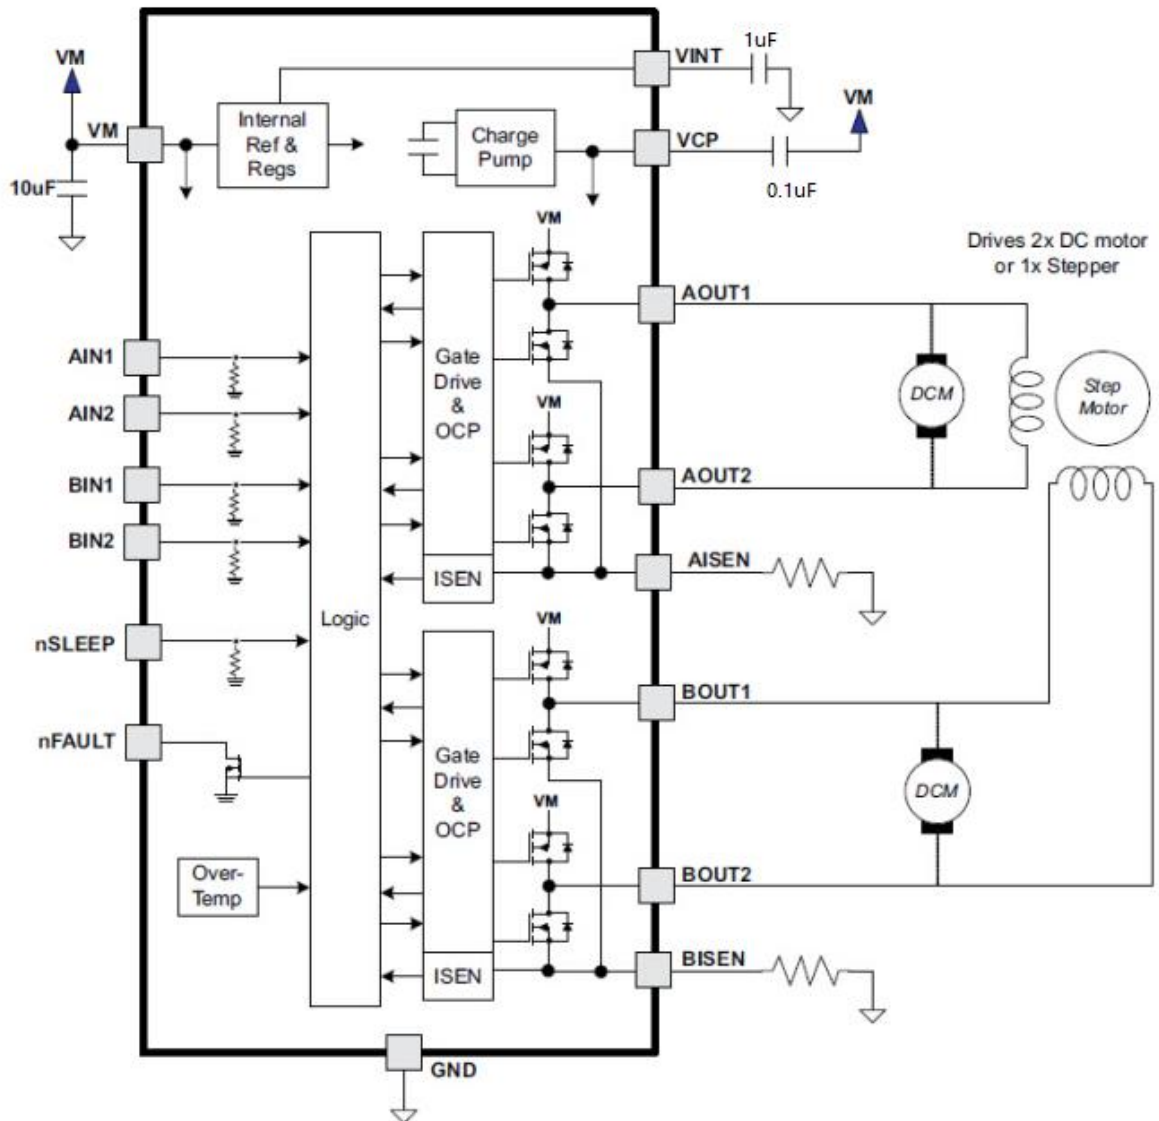 VM
VM
10uF
Internal
Ref &
Regs
Charge
Pump
VINT
1uF
VCP
VM
0.1uF
Drives 2x DC motor
or 1x Stepper
VM
AOUT1
Gate
Drive
&
OCP
VM
AIN1
AIN2
BIN1
BIN2
DCM
Step
Motor
AOUT2
ISEN
AISEN
Logic
nSLEEP
nFAULT
VM
BOUT1
Gate
Drive
&
OCP
VM
DCM
Over-
Temp
BOUT2
ISEN
BISEN
GND